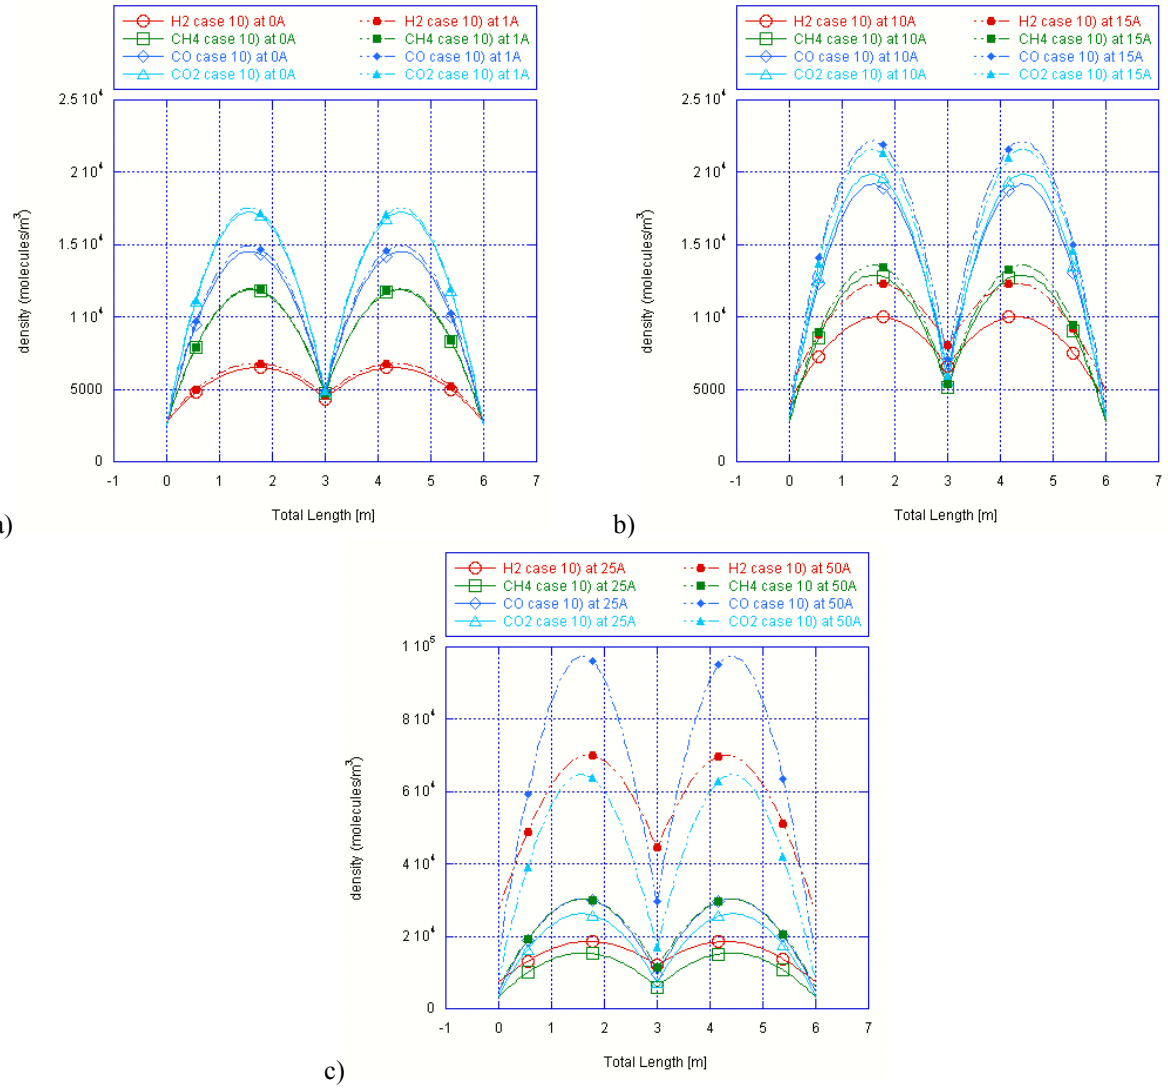 H2 case 10) at 0A H2 case 10) at 1A
CH4 case 10) at 0A CH4 case 10) at 1A
CO case 10) at 0A CO case 10) at 1A
CO2 case 10) at 0A CO2 case 10) at 1A
2.5 10⁴
2 10⁴
1.5 10⁴
1 10⁴
5000
0
density (molecules/m³)
-1 0 1 2 3 4 5 6 7
Total Length [m]
a)
H2 case 10) at 10A H2 case 10) at 15A
CH4 case 10) at 10A CH4 case 10) at 15A
CO case 10) at 10A CO case 10) at 15A
CO2 case 10) at 10A CO2 case 10) at 15A
2.5 10⁴
2 10⁴
1.5 10⁴
1 10⁴
5000
0
density (molecules/m³)
-1 0 1 2 3 4 5 6 7
Total Length [m]
b)
H2 case 10) at 25A H2 case 10) at 50A
CH4 case 10) at 25A CH4 case 10 at 50A
CO case 10) at 25A CO case 10) at 50A
CO2 case 10) at 25A CO2 case 10) at 50A
1 10⁵
8 10⁴
6 10⁴
4 10⁴
2 10⁴
0
density (molecules/m³)
-1 0 1 2 3 4 5 6 7
Total Length [m]
c)